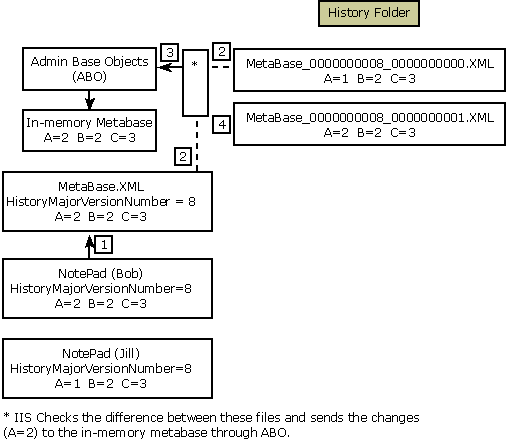 History Folder
3
2
Admin Base Objects
(ABO)
*
MetaBase_0000000008_0000000000.XML
A=1 B=2 C=3
In-memory Metabase
A=2 B=2 C=3
4
MetaBase_0000000008_0000000001.XML
A=2 B=2 C=3
2
MetaBase.XML
HistoryMajorVersionNumber = 8
A=2 B=2 C=3
1
NotePad (Bob)
HistoryMajorVersionNumber=8
A=2 B=2 C=3
NotePad (Jill)
HistoryMajorVersionNumber=8
A=1 B=2 C=3
* IIS Checks the difference between these files and sends the changes
(A=2) to the in-memory metabase through ABO.